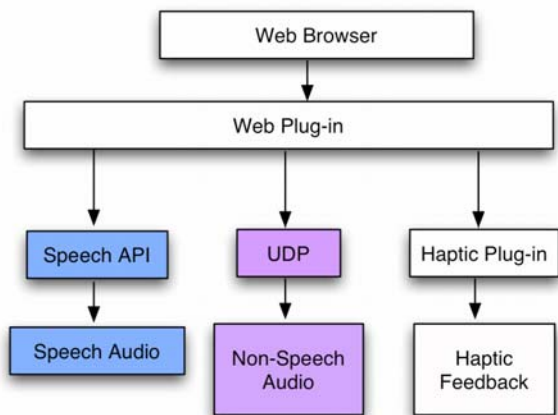 Web Browser
Web Plug-in
Speech API
UDP
Haptic Plug-in
Speech Audio
Non-Speech
Audio
Haptic
Feedback